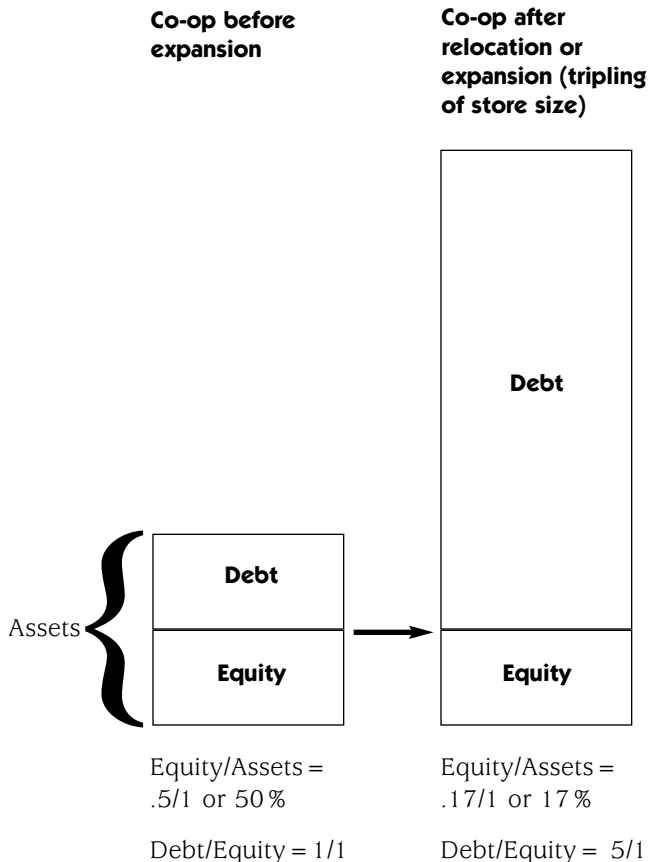 Co-op before
expansion
Co-op after
relocation or
expansion (tripling
of store size)
Debt
Debt
Assets
Equity
Equity
Equity/Assets =
.5/1 or 50%
Debt/Equity = 1/1
Equity/Assets =
.17/1 or 17%
Debt/Equity = 5/1